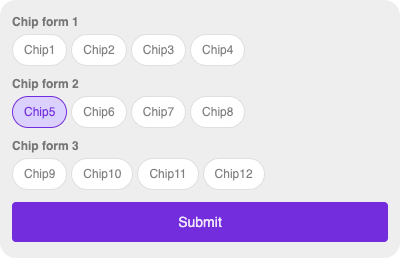 Chip form 1
Chip1 Chip2 Chip3 Chip4
Chip form 2
Chip5 Chip6 Chip7 Chip8
Chip form 3
Chip9 Chip10 Chip11 Chip12
Submit